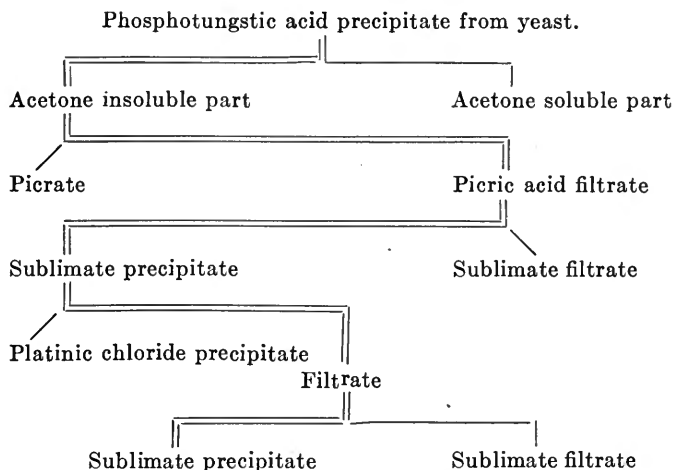 Phosphotungstic acid precipitate from yeast.
Acetone insoluble part Acetone soluble part
Picrate Picric acid filtrate
Sublimate precipitate Sublimate filtrate
Platinic chloride precipitate
Filtrate
Sublimate precipitate Sublimate filtrate